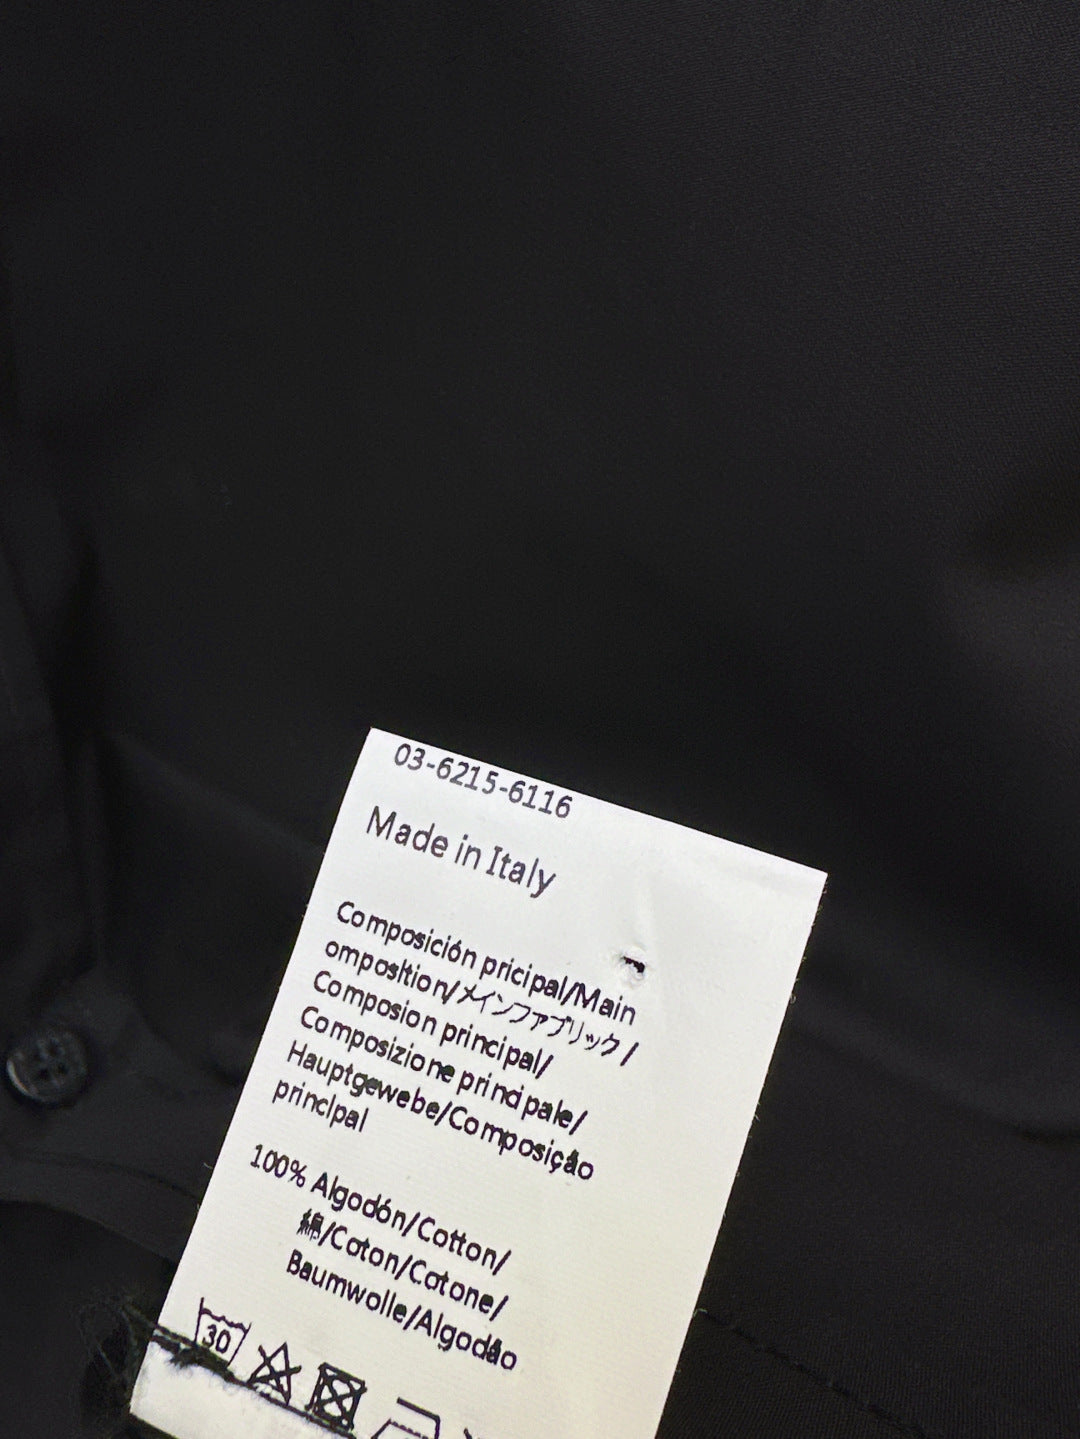 03-6215-6116
Made in Italy
Composición pricipal/Main
omposition/メインファブリック/
Composion principal/
Composizione principale/
Hauptgewebe/Composição
principal
100% Algodón/Cotton/
綿/Coton/Cotone/
Baumwolle/Algodão
30